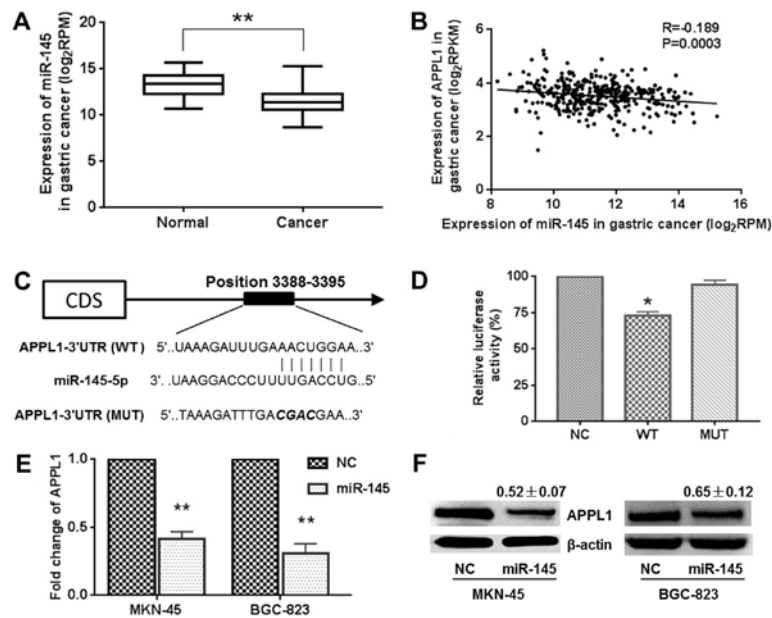 A
Expression of miR-145
in gastric cancer (log2RPM)
20
15
10
5
0
**
Normal
Cancer
B
Expression of APPL1 in
gastric cancer (log2RPKM)
6
4
2
0
R=-0.189
P=0.0003
8
10
12
14
16
Expression of miR-145 in gastric cancer (log2RPM)
C
CDS
Position 3388-3395
APPL1-3'UTR (WT) 5'..UAAAGAUUUGAAACUGGAA..3'
miR-145-5p 3'..UAAGGACCCUUUUGACCUG..5'
APPL1-3'UTR (MUT) 5'..TAAAGATTTGACGACGAA..3'
D
Relative luciferase
activity (%)
100
75
50
25
0
*
NC
WT
MUT
E
Fold change of APPL1
1.0
0.5
0.0
**
**
NC
miR-145
MKN-45
BGC-823
F
0.52±0.07
0.65±0.12
APPL1
β-actin
NC miR-145
NC miR-145
MKN-45
BGC-823